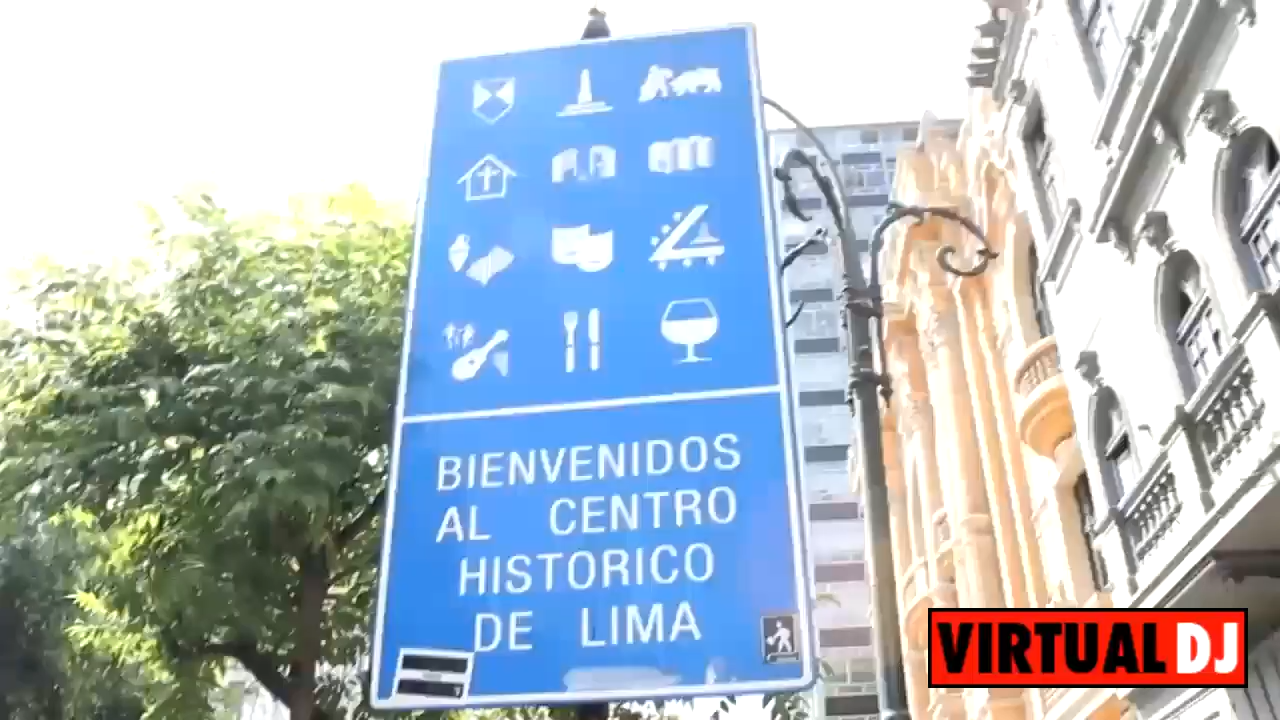 BIENVENIDOS
AL CENTRO
HISTORICO
DE LIMA
VIRTUAL DJ